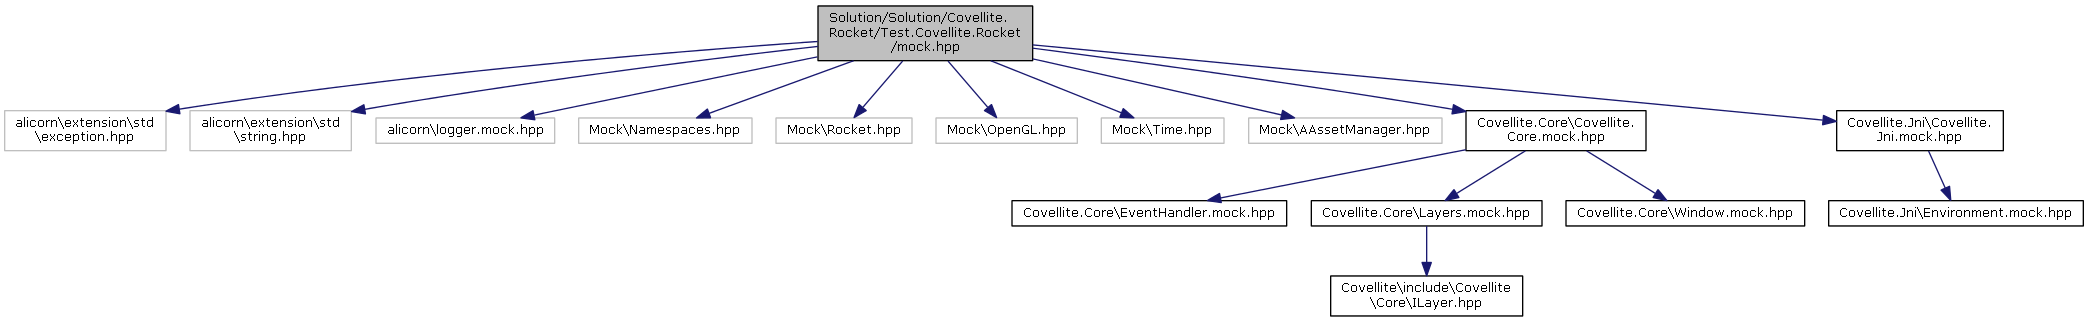 Solution/Solution/Covellite.
Rocket/Test.Covellite.Rocket
/mock.hpp
alicorn\extension\std
\exception.hpp
alicorn\extension\std
\string.hpp
alicorn\logger.mock.hpp
Mock\Namespaces.hpp
Mock\Rocket.hpp
Mock\OpenGL.hpp
Mock\Time.hpp
Mock\AAssetManager.hpp
Covellite.Core\Covellite.
Core.mock.hpp
Covellite.Jni\Covellite.
Jni.mock.hpp
Covellite.Core\EventHandler.mock.hpp
Covellite.Core\Layers.mock.hpp
Covellite.Core\Window.mock.hpp
Covellite.Jni\Environment.mock.hpp
Covellite\include\Covellite
\Core\ILayer.hpp